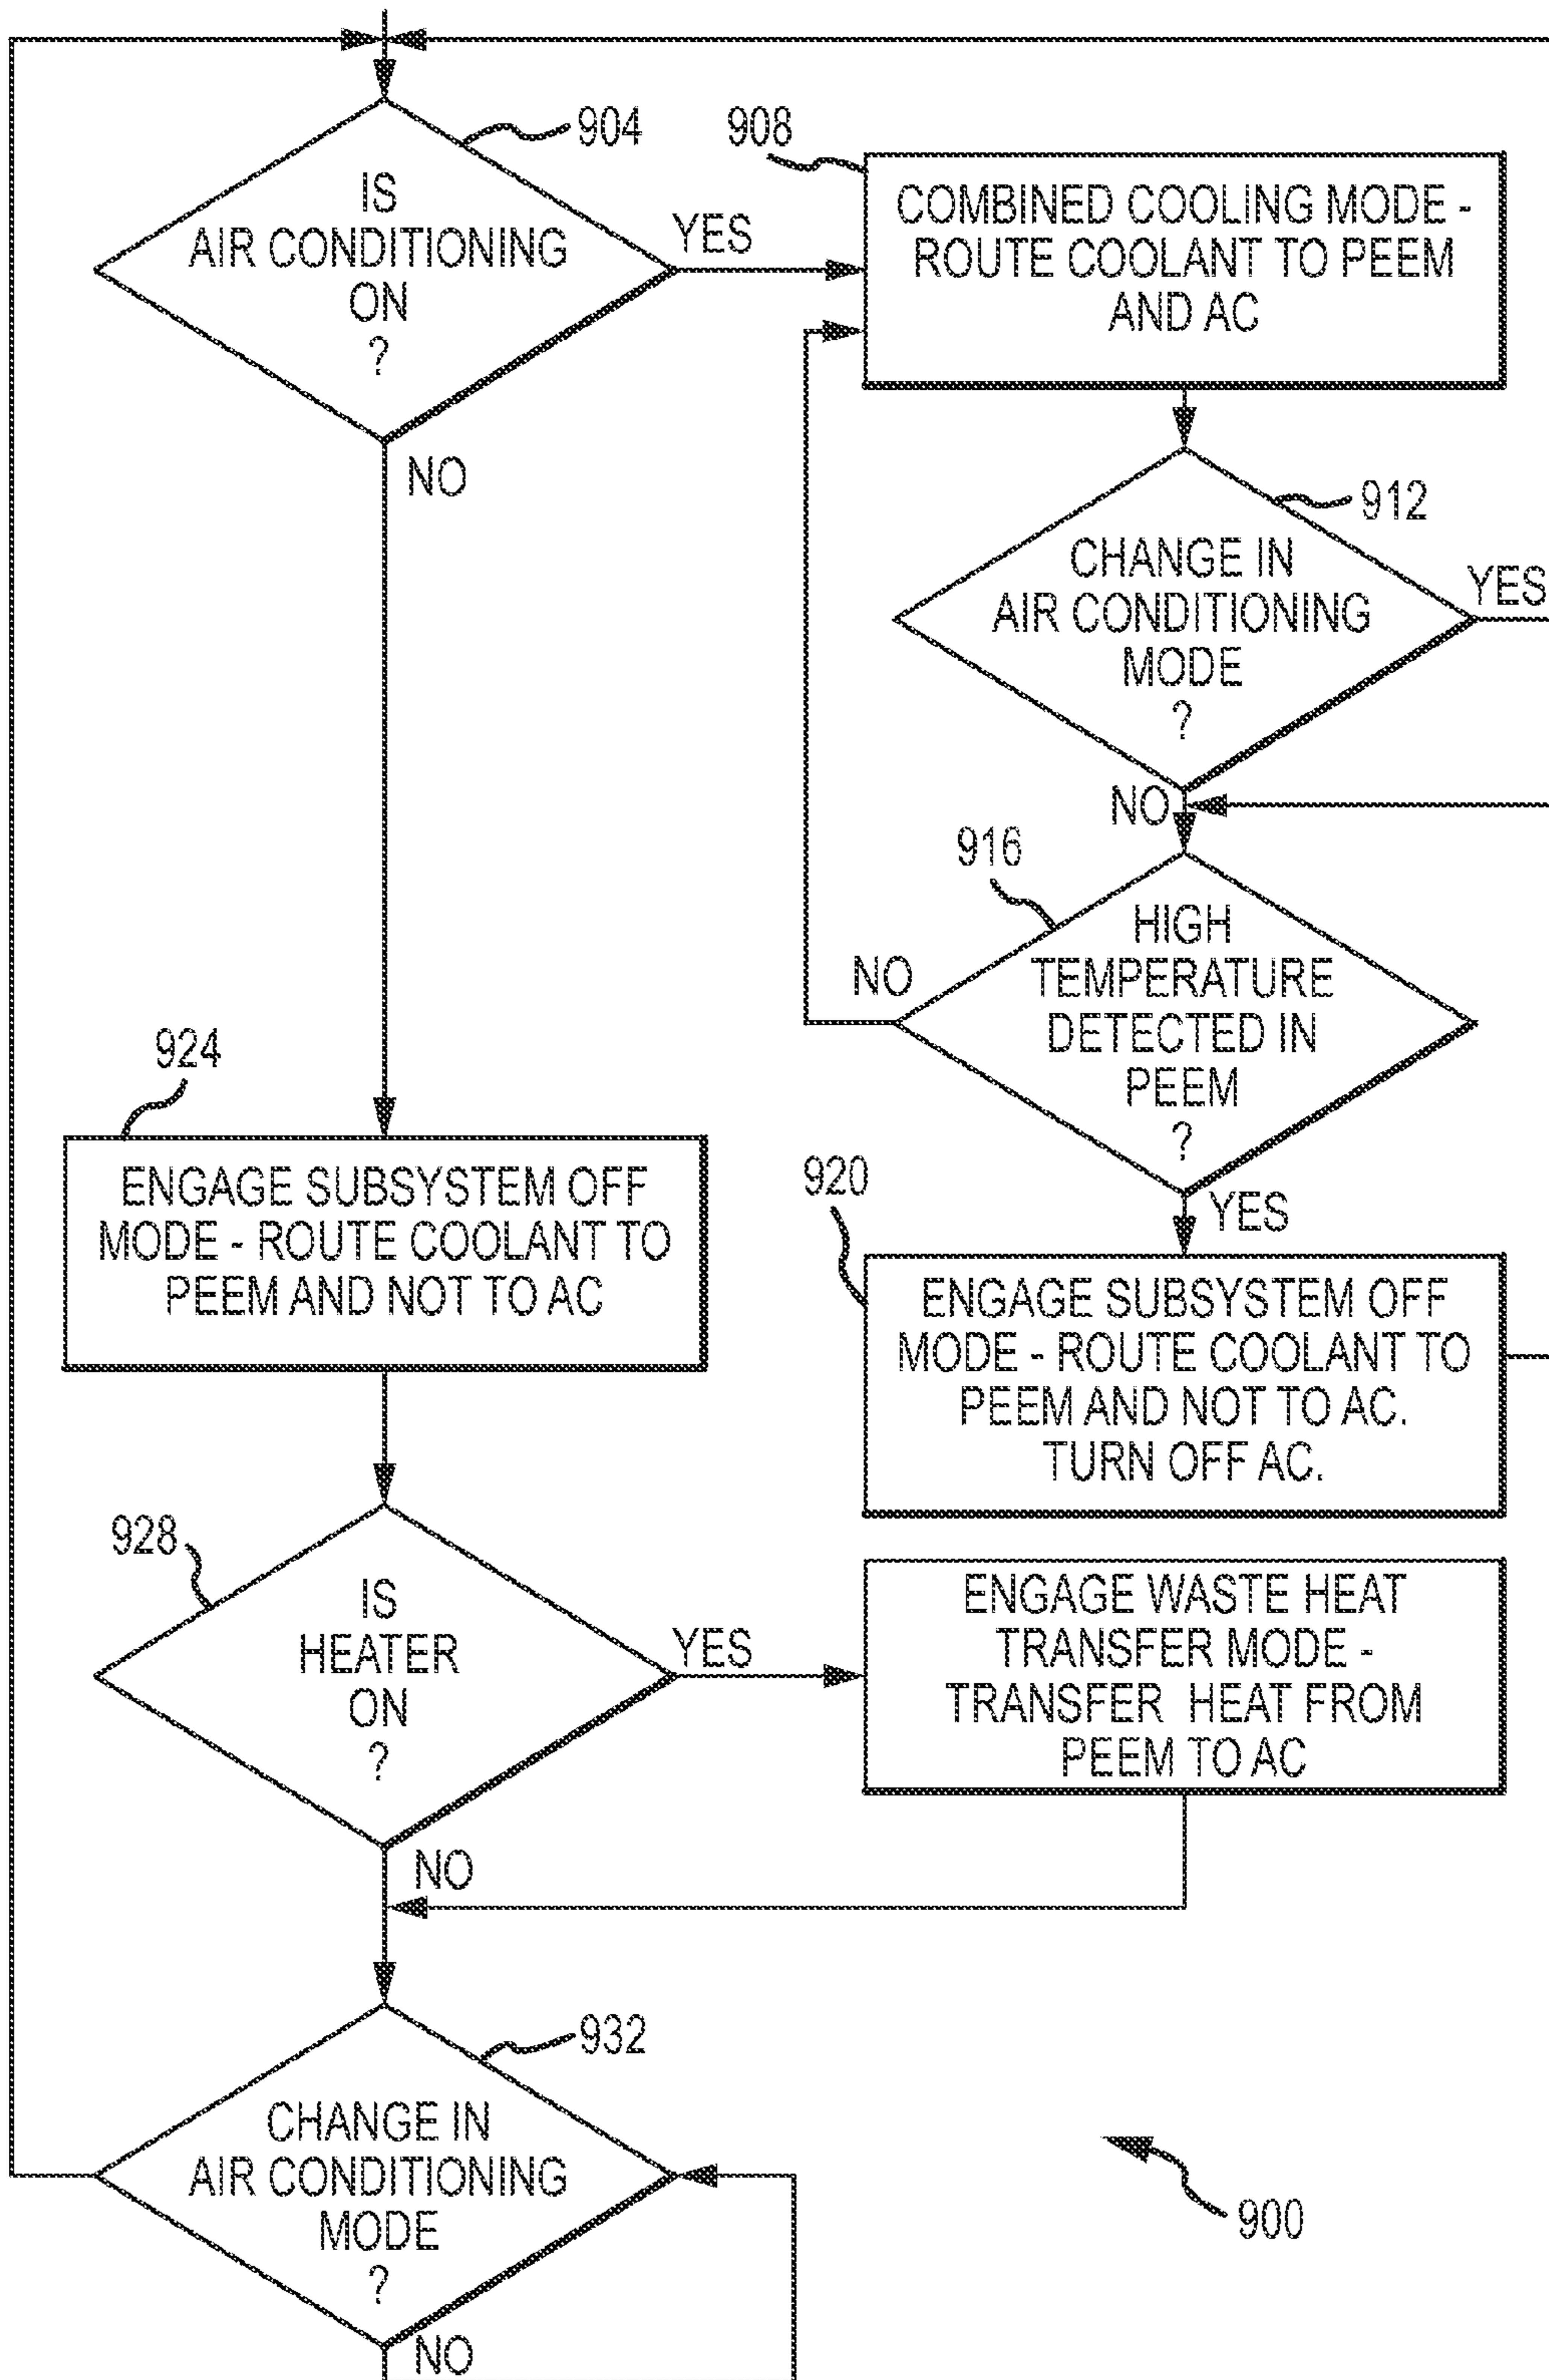 904
IS
AIR CONDITIONING
ON
?
YES
NO
908
COMBINED COOLING MODE -
ROUTE COOLANT TO PEEM
AND AC
912
CHANGE IN
AIR CONDITIONING
MODE
?
YES
NO
916
HIGH
TEMPERATURE
DETECTED IN
PEEM
?
NO
YES
920
ENGAGE SUBSYSTEM OFF
MODE - ROUTE COOLANT TO
PEEM AND NOT TO AC.
TURN OFF AC.
924
ENGAGE SUBSYSTEM OFF
MODE - ROUTE COOLANT TO
PEEM AND NOT TO AC
928
IS
HEATER
ON
?
YES
NO
ENGAGE WASTE HEAT
TRANSFER MODE -
TRANSFER HEAT FROM
PEEM TO AC
932
CHANGE IN
AIR CONDITIONING
MODE
?
NO
900